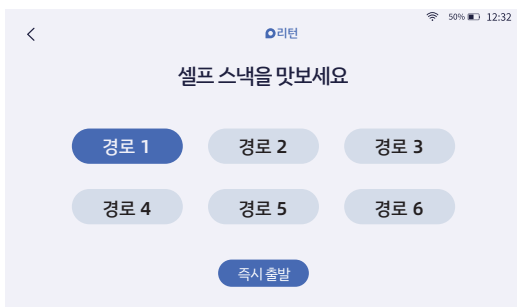 50% 12:32
리턴
셀프 스낵을 맛보세요
경로 1 경로 2 경로 3
경로 4 경로 5 경로 6
즉시 출발